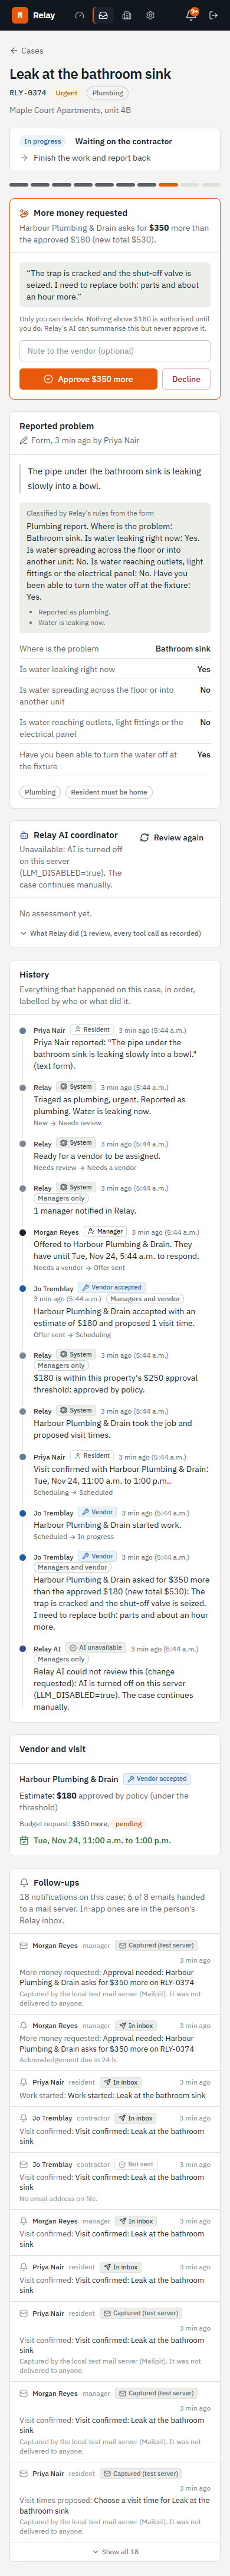 R Relay 9+
Cases
Leak at the bathroom sink
RLY-0374 Urgent Plumbing
Maple Court Apartments, unit 4B
In progress Waiting on the contractor
Finish the work and report back
More money requested
Harbour Plumbing & Drain asks for $350 more than
the approved $180 (new total $530).
“The trap is cracked and the shut-off valve is
seized. I need to replace both: parts and about
an hour more.”
Only you can decide. Nothing above $180 is authorised until
you do. Relay's AI can summarise this but never approve it.
Note to the vendor (optional)
Approve $350 more Decline
Reported problem
Form, 3 min ago by Priya Nair
The pipe under the bathroom sink is leaking
slowly into a bowl.
Classified by Relay's rules from the form
Plumbing report. Where is the problem:
Bathroom sink. Is water leaking right now: Yes.
Is water spreading across the floor or into
another unit: No. Is water reaching outlets, light
fittings or the electrical panel: No. Have you
been able to turn the water off at the fixture:
Yes.
• Reported as plumbing.
• Water is leaking now.
Where is the problem Bathroom sink
Is water leaking right now Yes
Is water spreading across the floor or into No
another unit
Is water reaching outlets, light fittings or the No
electrical panel
Have you been able to turn the water off at Yes
the fixture
Plumbing Resident must be home
Relay AI coordinator Review again
Unavailable: AI is turned off
on this server
(LLM_DISABLED=true). The
case continues manually.
No assessment yet.
What Relay did (1 review, every tool call as recorded)
History
Everything that happened on this case, in order,
labelled by who or what did it.
Priya Nair Resident 3 min ago (5:44 a.m.)
Priya Nair reported: "The pipe under the
bathroom sink is leaking slowly into a bowl."
(text form).
Relay System 3 min ago (5:44 a.m.)
Triaged as plumbing, urgent. Reported as
plumbing. Water is leaking now.
New → Needs review
Relay System 3 min ago (5:44 a.m.)
Ready for a vendor to be assigned.
Needs review → Needs a vendor
Relay System 3 min ago (5:44 a.m.)
Managers only
1 manager notified in Relay.
Morgan Reyes Manager 3 min ago (5:44 a.m.)
Offered to Harbour Plumbing & Drain. They
have until Tue, Nov 24, 5:44 a.m. to respond.
Needs a vendor → Offer sent
Jo Tremblay Vendor accepted
3 min ago (5:44 a.m.) Managers and vendor
Harbour Plumbing & Drain accepted with an
estimate of $180 and proposed 1 visit time.
Offer sent → Scheduling
Relay System 3 min ago (5:44 a.m.)
Managers only
$180 is within this property's $250 approval
threshold: approved by policy.
Relay System 3 min ago (5:44 a.m.)
Harbour Plumbing & Drain took the job and
proposed visit times.
Priya Nair Resident 3 min ago (5:44 a.m.)
Visit confirmed with Harbour Plumbing & Drain:
Tue, Nov 24, 11:00 a.m. to 1:00 p.m..
Scheduling → Scheduled
Jo Tremblay Vendor 3 min ago (5:44 a.m.)
Harbour Plumbing & Drain started work.
Scheduled → In progress
Jo Tremblay Vendor 3 min ago (5:44 a.m.)
Managers and vendor
Harbour Plumbing & Drain asked for $350 more
than the approved $180 (new total $530): The
trap is cracked and the shut-off valve is seized.
I need to replace both: parts and about an hour
more.
Relay AI AI unavailable 3 min ago (5:44 a.m.)
Managers only
Relay AI could not review this (change
requested): AI is turned off on this server
(LLM_DISABLED=true). The case continues
manually.
Vendor and visit
Harbour Plumbing & Drain Vendor accepted
Estimate: $180 approved by policy (under the
threshold)
Budget request: $350 more, pending
Tue, Nov 24, 11:00 a.m. to 1:00 p.m.
Follow-ups
18 notifications on this case; 6 of 8 emails handed
to a mail server. In-app ones are in the person's
Relay inbox.
Morgan Reyes manager Captured (test server)
3 min ago
More money requested: Approval needed: Harbour
Plumbing & Drain asks for $350 more on RLY-0374
Captured by the local test mail server (Mailpit). It was not
delivered to anyone.
Morgan Reyes manager In inbox 3 min ago
More money requested: Approval needed: Harbour
Plumbing & Drain asks for $350 more on RLY-0374
Acknowledgement due in 24 h.
Priya Nair resident In inbox 3 min ago
Work started: Work started: Leak at the bathroom sink
Jo Tremblay contractor In inbox 3 min ago
Visit confirmed: Visit confirmed: Leak at the bathroom
sink
Jo Tremblay contractor Not sent 3 min ago
Visit confirmed: Visit confirmed: Leak at the bathroom
sink
No email address on file.
Morgan Reyes manager In inbox 3 min ago
Visit confirmed: Visit confirmed: Leak at the bathroom
sink
Priya Nair resident In inbox 3 min ago
Visit confirmed: Visit confirmed: Leak at the bathroom
sink
Priya Nair resident Captured (test server)
3 min ago
Visit confirmed: Visit confirmed: Leak at the bathroom
sink
Captured by the local test mail server (Mailpit). It was not
delivered to anyone.
Morgan Reyes manager Captured (test server)
3 min ago
Visit confirmed: Visit confirmed: Leak at the bathroom
sink
Captured by the local test mail server (Mailpit). It was not
delivered to anyone.
Priya Nair resident Captured (test server)
3 min ago
Visit times proposed: Choose a visit time for Leak at the
bathroom sink
Captured by the local test mail server (Mailpit). It was not
delivered to anyone.
Show all 18